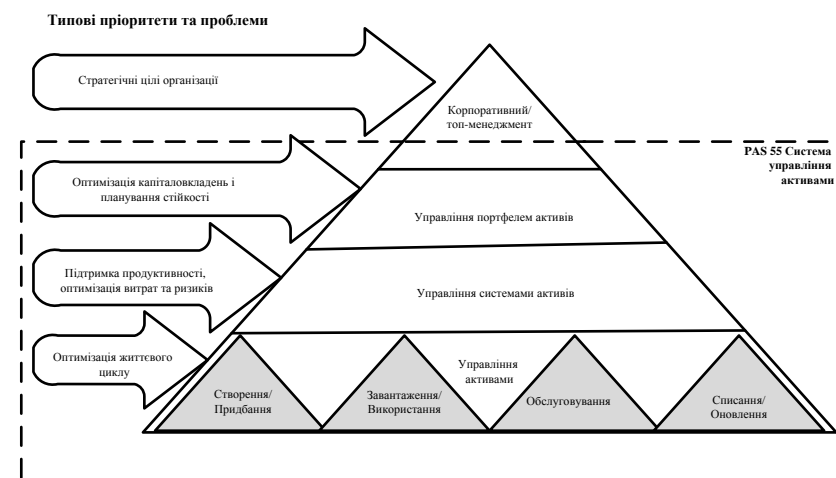 Типові пріоритети та проблеми
Стратегічні цілі організації
Корпоративний/
топ-менеджмент
PAS 55 Система
управління
активами
Оптимізація капіталовкладень і
планування стійкості
Управління портфелем активів
Підтримка продуктивності,
оптимізація витрат та ризиків
Управління системами активів
Оптимізація життєвого
циклу
Управління
активами
Створення/
Придбання
Завантаження/
Використання
Обслуговування
Списання/
Оновлення